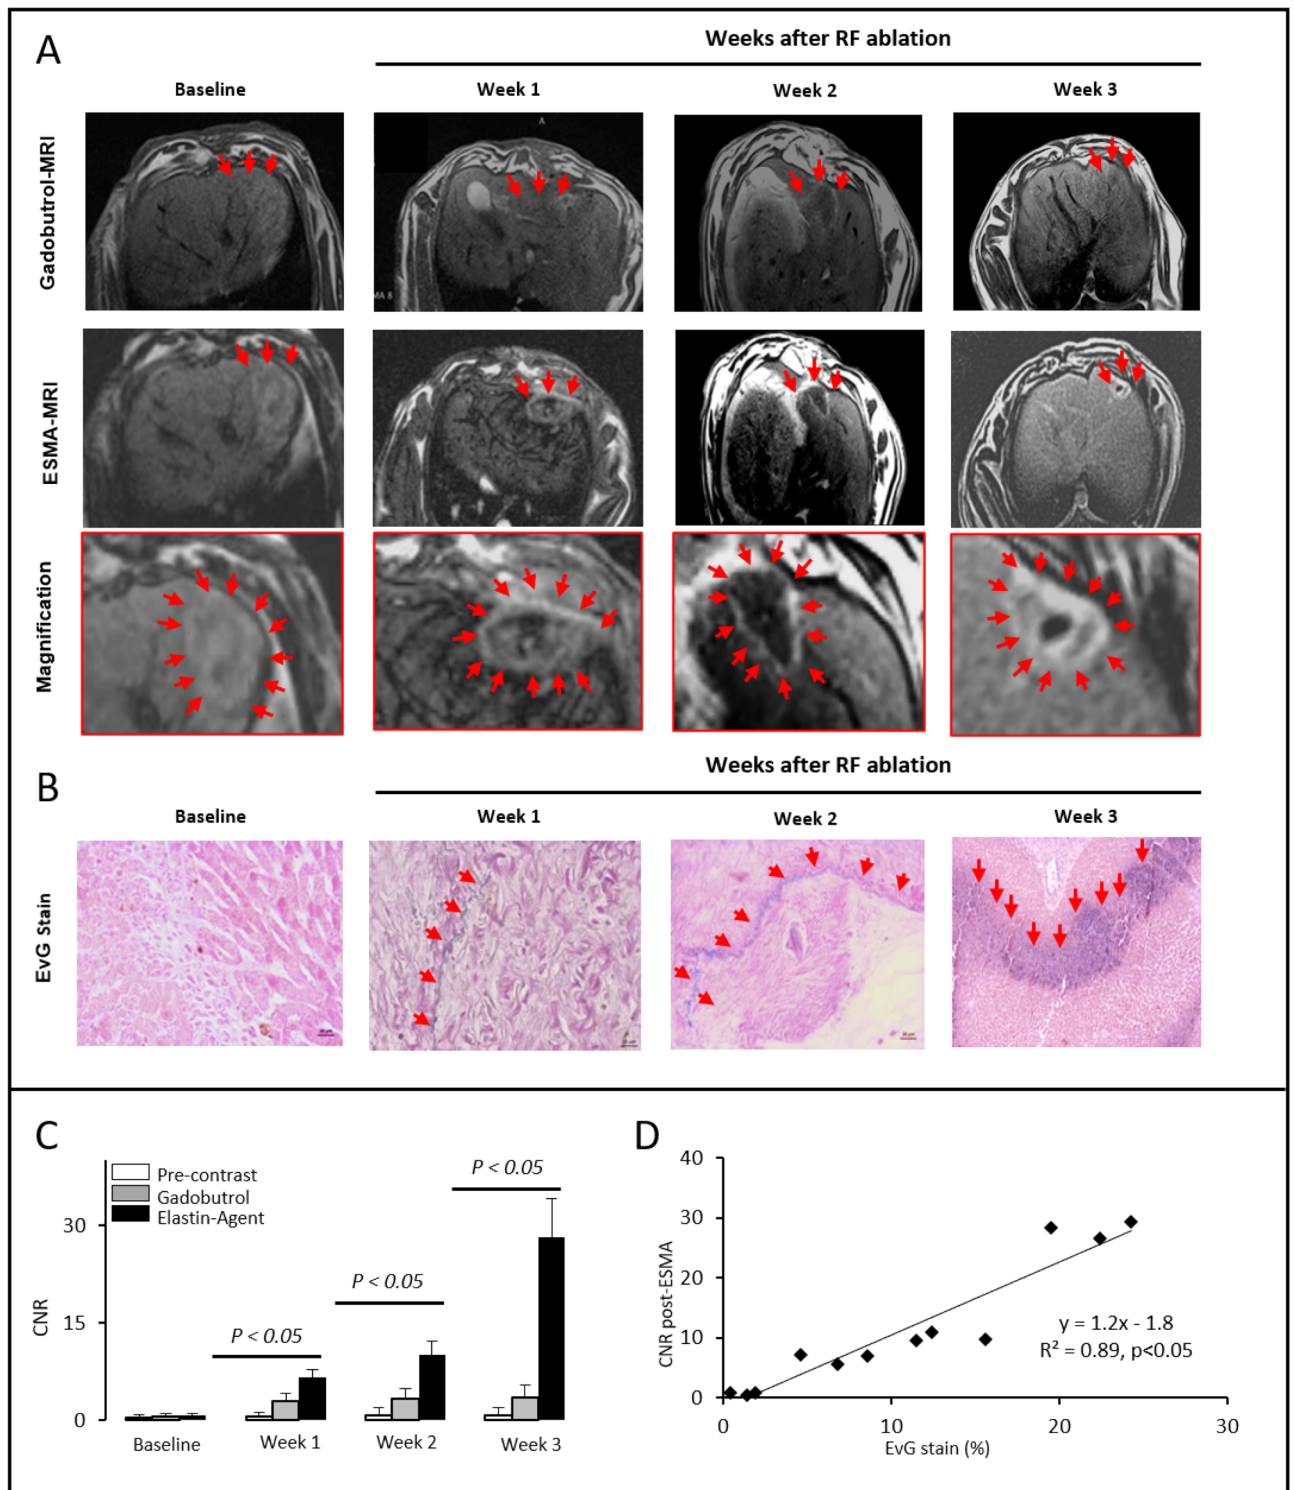 A
Weeks after RF ablation
Baseline
Week 1
Week 2
Week 3
Gadobutrol-MRI
A
MA 8
ESMA-MRI
Magnification
B
Weeks after RF ablation
Baseline
Week 1
Week 2
Week 3
EvG Stain
C
Pre-contrast
Gadobutrol
Elastin-Agent
P < 0.05
P < 0.05
P < 0.05
CNR
30
15
0
Baseline
Week 1
Week 2
Week 3
D
CNR post-ESMA
40
30
20
10
0
y = 1.2x - 1.8
R² = 0.89, p<0.05
0
10
20
30
EvG stain (%)